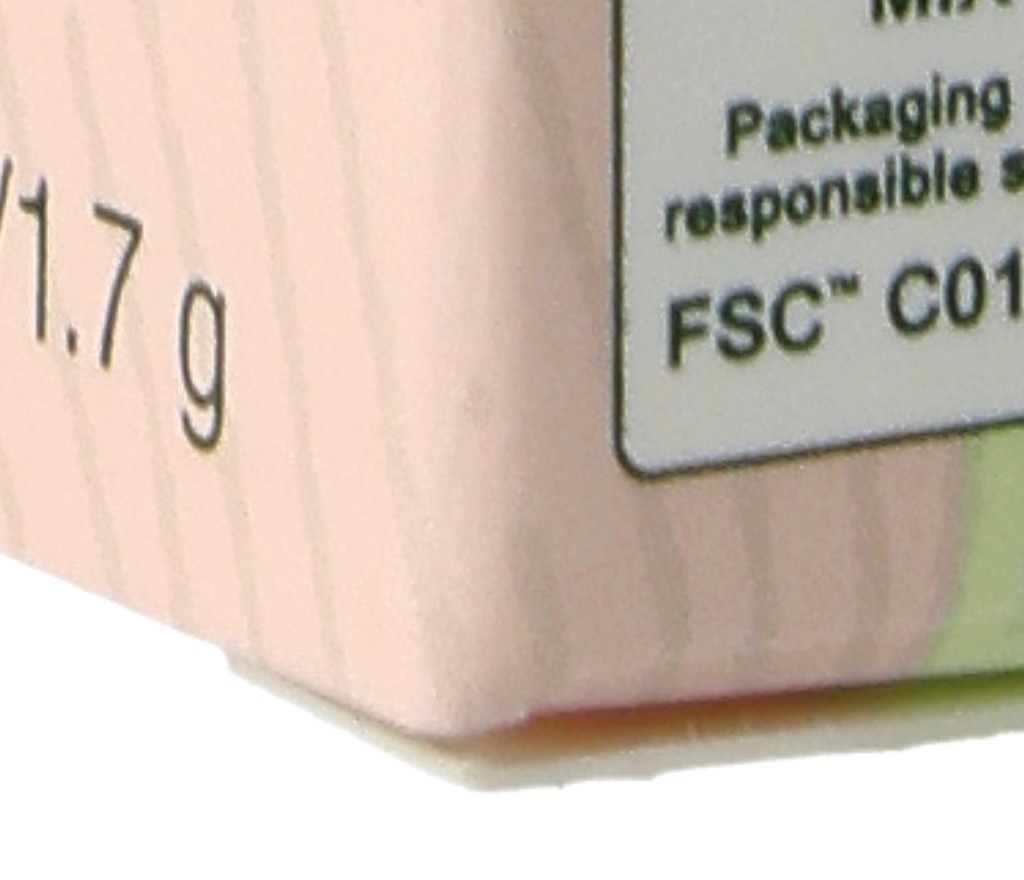 /1.7 g
Packaging
responsible
FSC™ C01